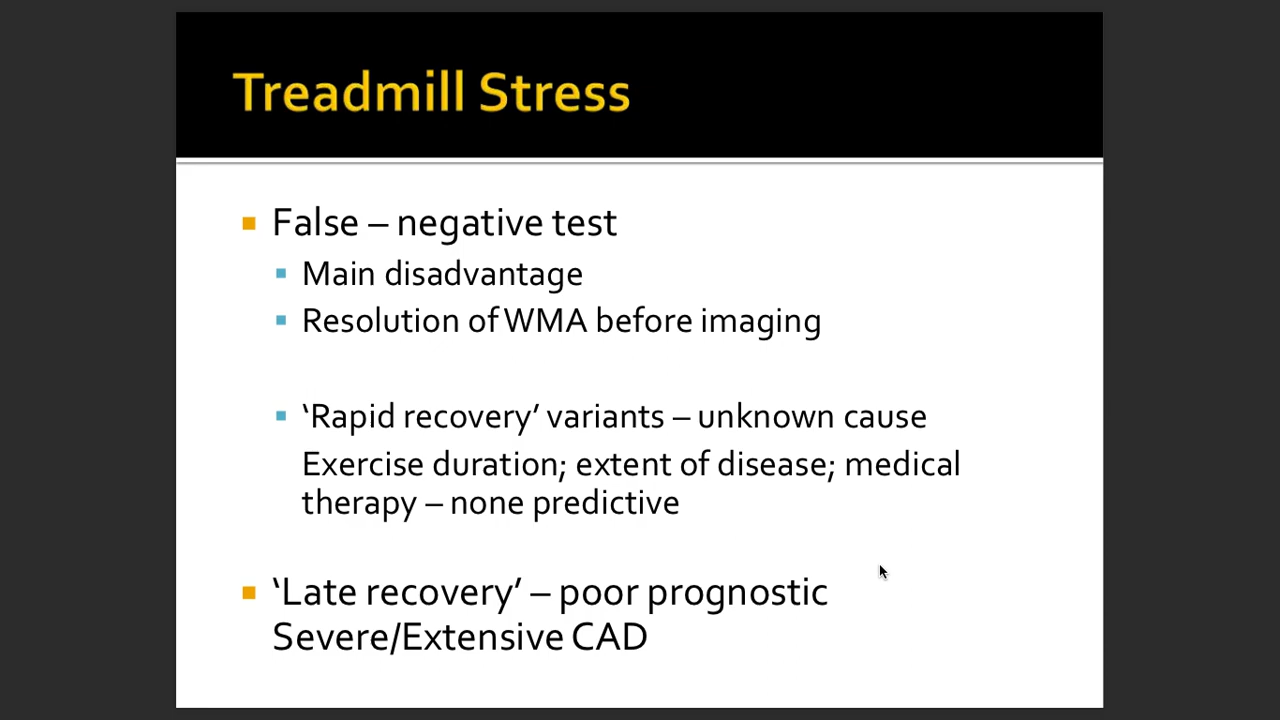 Treadmill Stress
False – negative test
Main disadvantage
Resolution of WMA before imaging
‘Rapid recovery’ variants – unknown cause
Exercise duration; extent of disease; medical
therapy – none predictive
‘Late recovery’ – poor prognostic
Severe/Extensive CAD